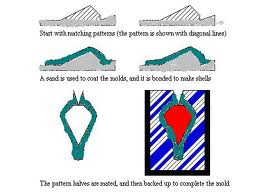 Start with matching patterns (the pattern is shown with diagonal lines)
A sand is used to coat the molds, and it is bonded to make shells
The pattern halves are mated, and then backed up to complete the mold